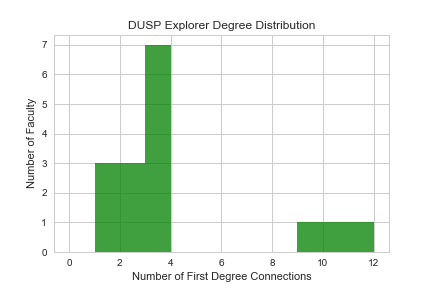 DUSP Explorer Degree Distribution
Number of Faculty
7
6
5
4
3
2
1
0
0 2 4 6 8 10 12
Number of First Degree Connections